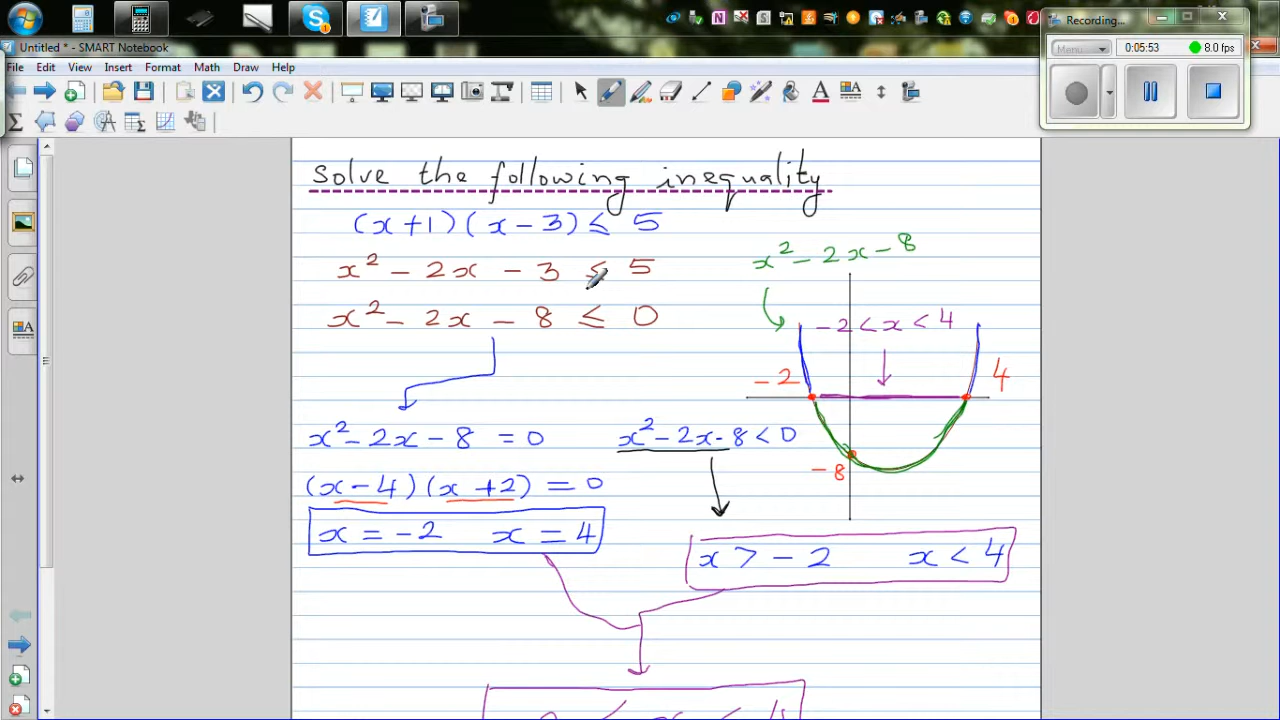 Recording...
Untitled * - SMART Notebook
Menu
0:05:53
8.0 fps
File Edit View Insert Format Math Draw Help
Solve the following inequality
(x+1)(x-3) ≤ 5
x² - 2x - 3 ≤ 5
x² - 2x - 8 ≤ 0
x² - 2x - 8 = 0
(x-4)(x+2) = 0
x = -2 x = 4
x² - 2x - 8 < 0
x² - 2x - 8
-2 < x < 4
-2
4
-8
x > -2 x < 4